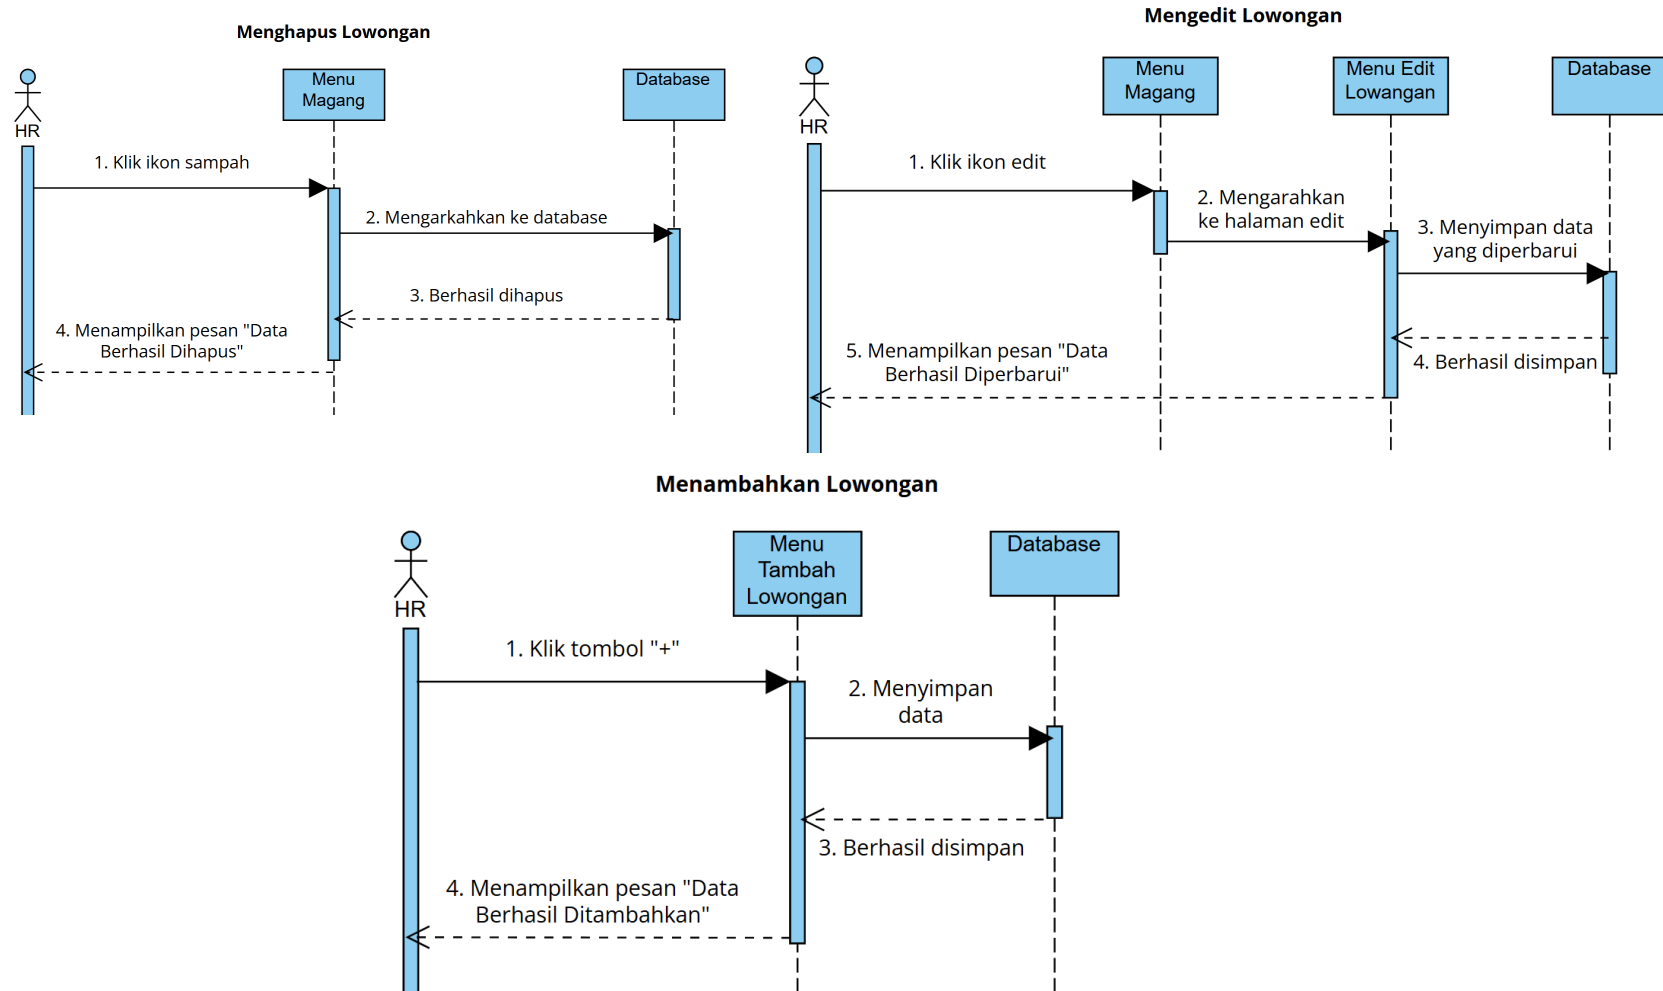 Menghapus Lowongan
HR
Menu
Magang
Database
1. Klik ikon sampah
2. Mengarkahkan ke database
3. Berhasil dihapus
4. Menampilkan pesan "Data
Berhasil Dihapus"
Mengedit Lowongan
HR
Menu
Magang
Menu Edit
Lowangan
Database
1. Klik ikon edit
2. Mengarahkan
ke halaman edit
3. Menyimpan data
yang diperbarui
4. Berhasil disimpan
5. Menampilkan pesan "Data
Berhasil Diperbarui"
Menambahkan Lowongan
HR
Menu
Tambah
Lowongan
Database
1. Klik tombol "+"
2. Menyimpan
data
3. Berhasil disimpan
4. Menampilkan pesan "Data
Berhasil Ditambahkan"